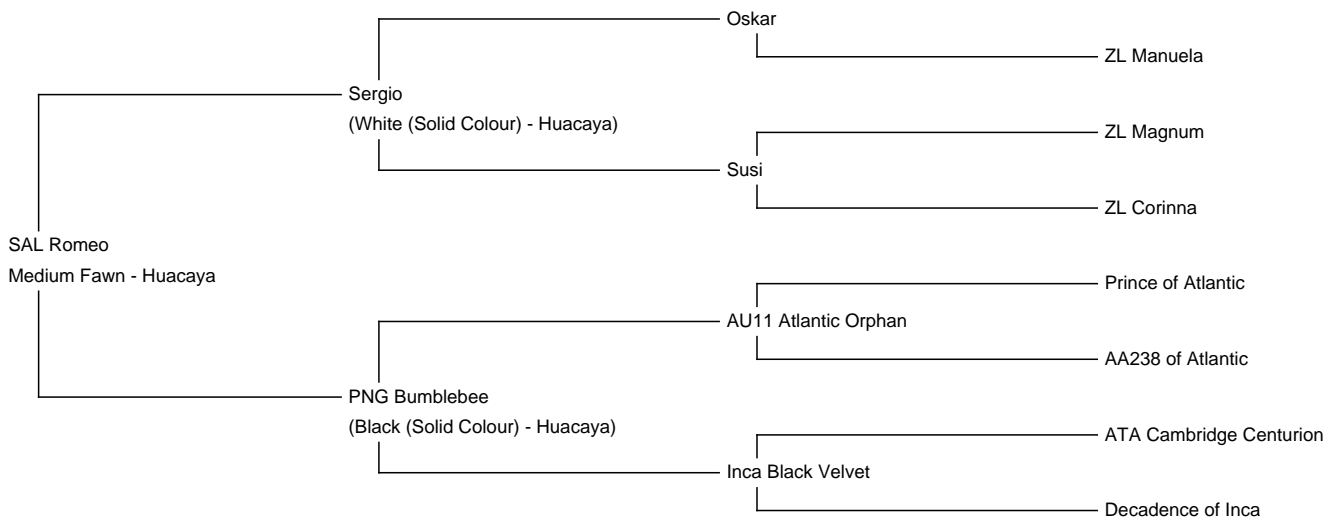 Oskar
ZL Manuela
Sergio
(White (Solid Colour) - Huacaya)
ZL Magnum
Susi
ZL Corinna
SAL Romeo
Medium Fawn - Huacaya
Prince of Atlantic
AU11 Atlantic Orphan
AA238 of Atlantic
PNG Bumblebee
(Black (Solid Colour) - Huacaya)
ATA Cambridge Centurion
Inca Black Velvet
Decadence of Inca